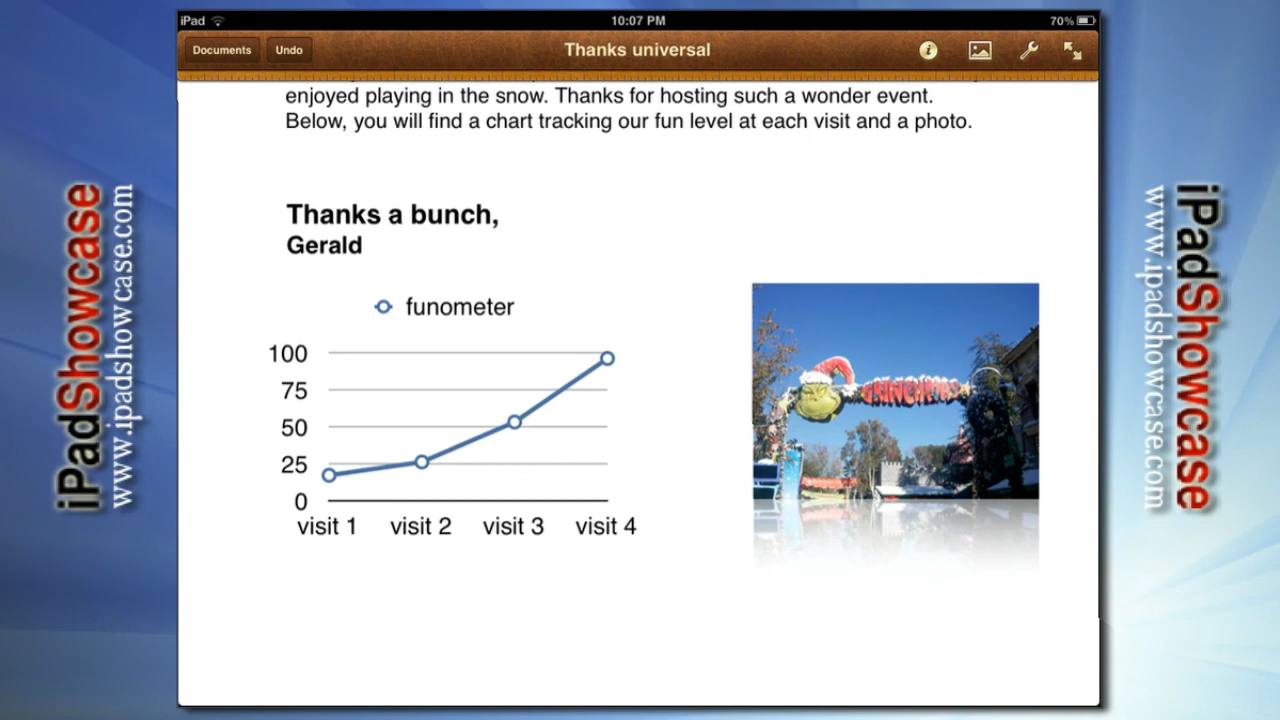 iPad
10:07 PM
70%
Documents
Undo
Thanks universal
enjoyed playing in the snow. Thanks for hosting such a wonder event.
Below, you will find a chart tracking our fun level at each visit and a photo.
Thanks a bunch,
Gerald
funometer
100
75
50
25
0
visit 1
visit 2
visit 3
visit 4
GRINCHMAS
iPadShowcase
www.ipadshowcase.com
iPadShowcase
www.ipadshowcase.com